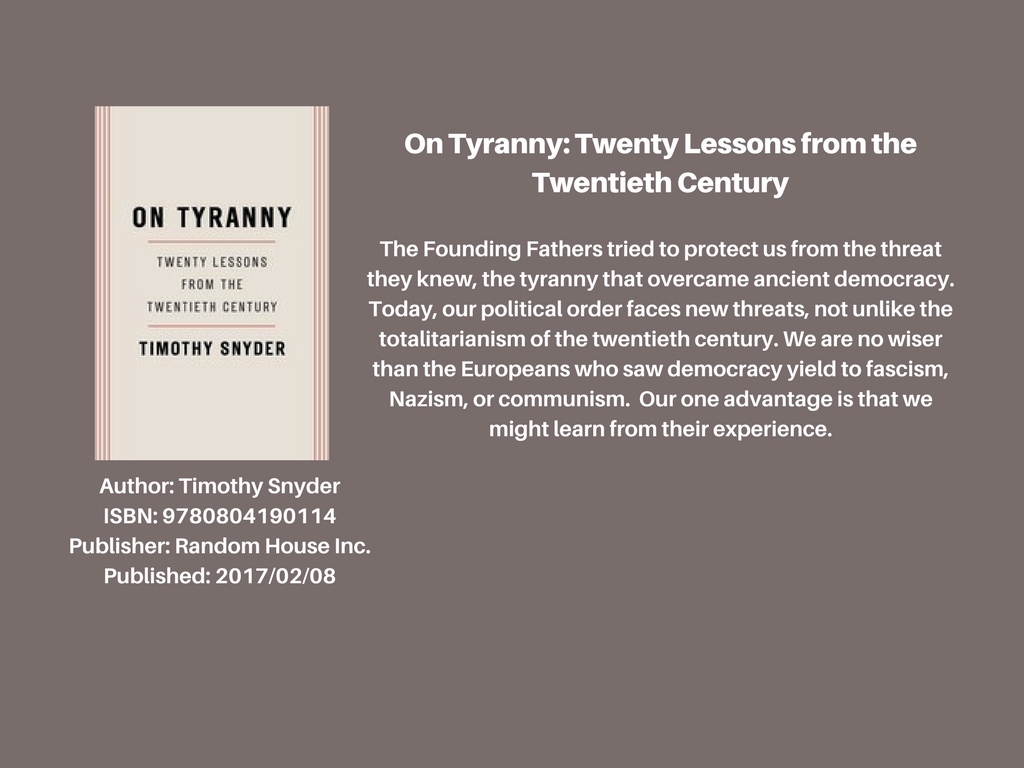 ON TYRANNY
TWENTY LESSONS
FROM THE
TWENTIETH CENTURY
TIMOTHY SNYDER
Author: Timothy Snyder
ISBN: 9780804190114
Publisher: Random House Inc.
Published: 2017/02/08
On Tyranny: Twenty Lessons from the
Twentieth Century
The Founding Fathers tried to protect us from the threat
they knew, the tyranny that overcame ancient democracy.
Today, our political order faces new threats, not unlike the
totalitarianism of the twentieth century. We are no wiser
than the Europeans who saw democracy yield to fascism,
Nazism, or communism.  Our one advantage is that we
might learn from their experience.